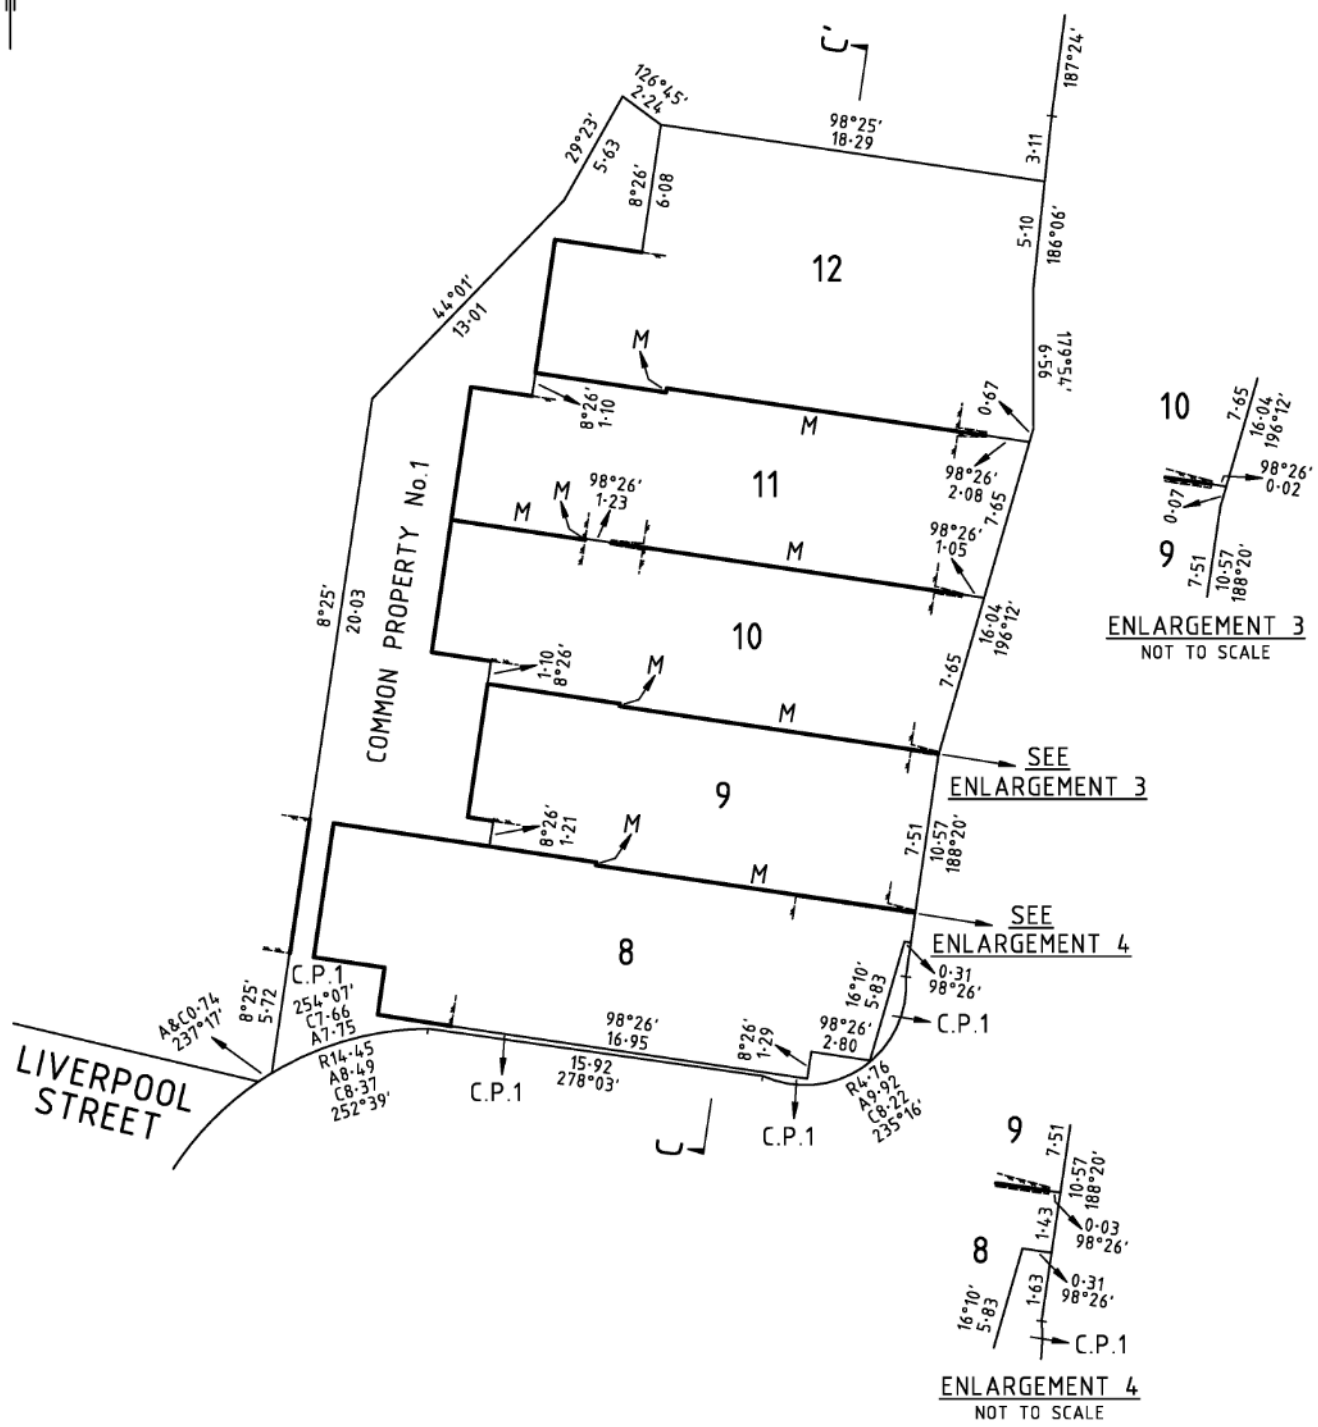 C'
187°24'
126°45'
2·24
98°25'
18·29
3·11
29°23'
5·63
8°26'
6·08
5·10
186°06'
12
44°01'
13·01
M
179°54'
6·56
8°26'
1·10
0·67
M
98°26'
2·08
7·65
11
M
98°26'
1·23
M
M
98°26'
1·05
COMMON PROPERTY No.1
8°25'
20·03
10
16·04
196°12'
7·65
1·10
8°26'
M
M
SEE
ENLARGEMENT 3
9
8°26'
1·21
M
M
7·51
10·57
188°20'
SEE
ENLARGEMENT 4
8
0·31
98°26'
16°10'
5·83
C.P.1
C.P.1
254°07'
C7·66
A7·75
R14·45
A8·49
C8·37
252°39'
8°25'
5·72
A&C0·74
237°17'
98°26'
16·95
15·92
278°03'
8°26'
1·29
98°26'
2·80
R4·76
A9·92
C8·22
235°16'
C.P.1
C.P.1
C
LIVERPOOL
STREET
10
7·65
16·04
196°12'
98°26'
0·02
0·07
9
7·51
10·57
188°20'
ENLARGEMENT 3
NOT TO SCALE
9
7·51
10·57
188°20'
1·43
0·03
98°26'
8
0·31
98°26'
1·63
16°10'
5·83
C.P.1
ENLARGEMENT 4
NOT TO SCALE